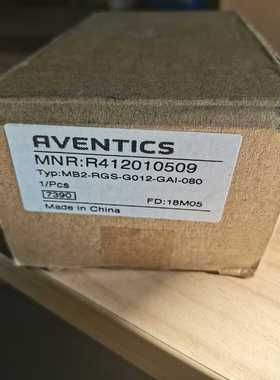 AVENTICS
MNR:R412010509
Typ:MB2-RGS-G012-GAI-080
1/Pcs
7390
FD:18M05
Made in China